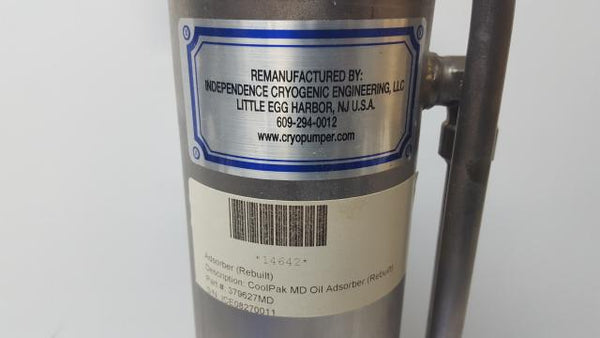 REMANUFACTURED BY:
INDEPENDENCE CRYOGENIC ENGINEERING, LLC
LITTLE EGG HARBOR, NJ U.S.A.
609-294-0012
www.cryopumper.com
*14642*
Adsorber (Rebuilt)
Description: CoolPak MD Oil Adsorber (Rebuilt)
Part #: 379627MD
S/N: ICE08270011